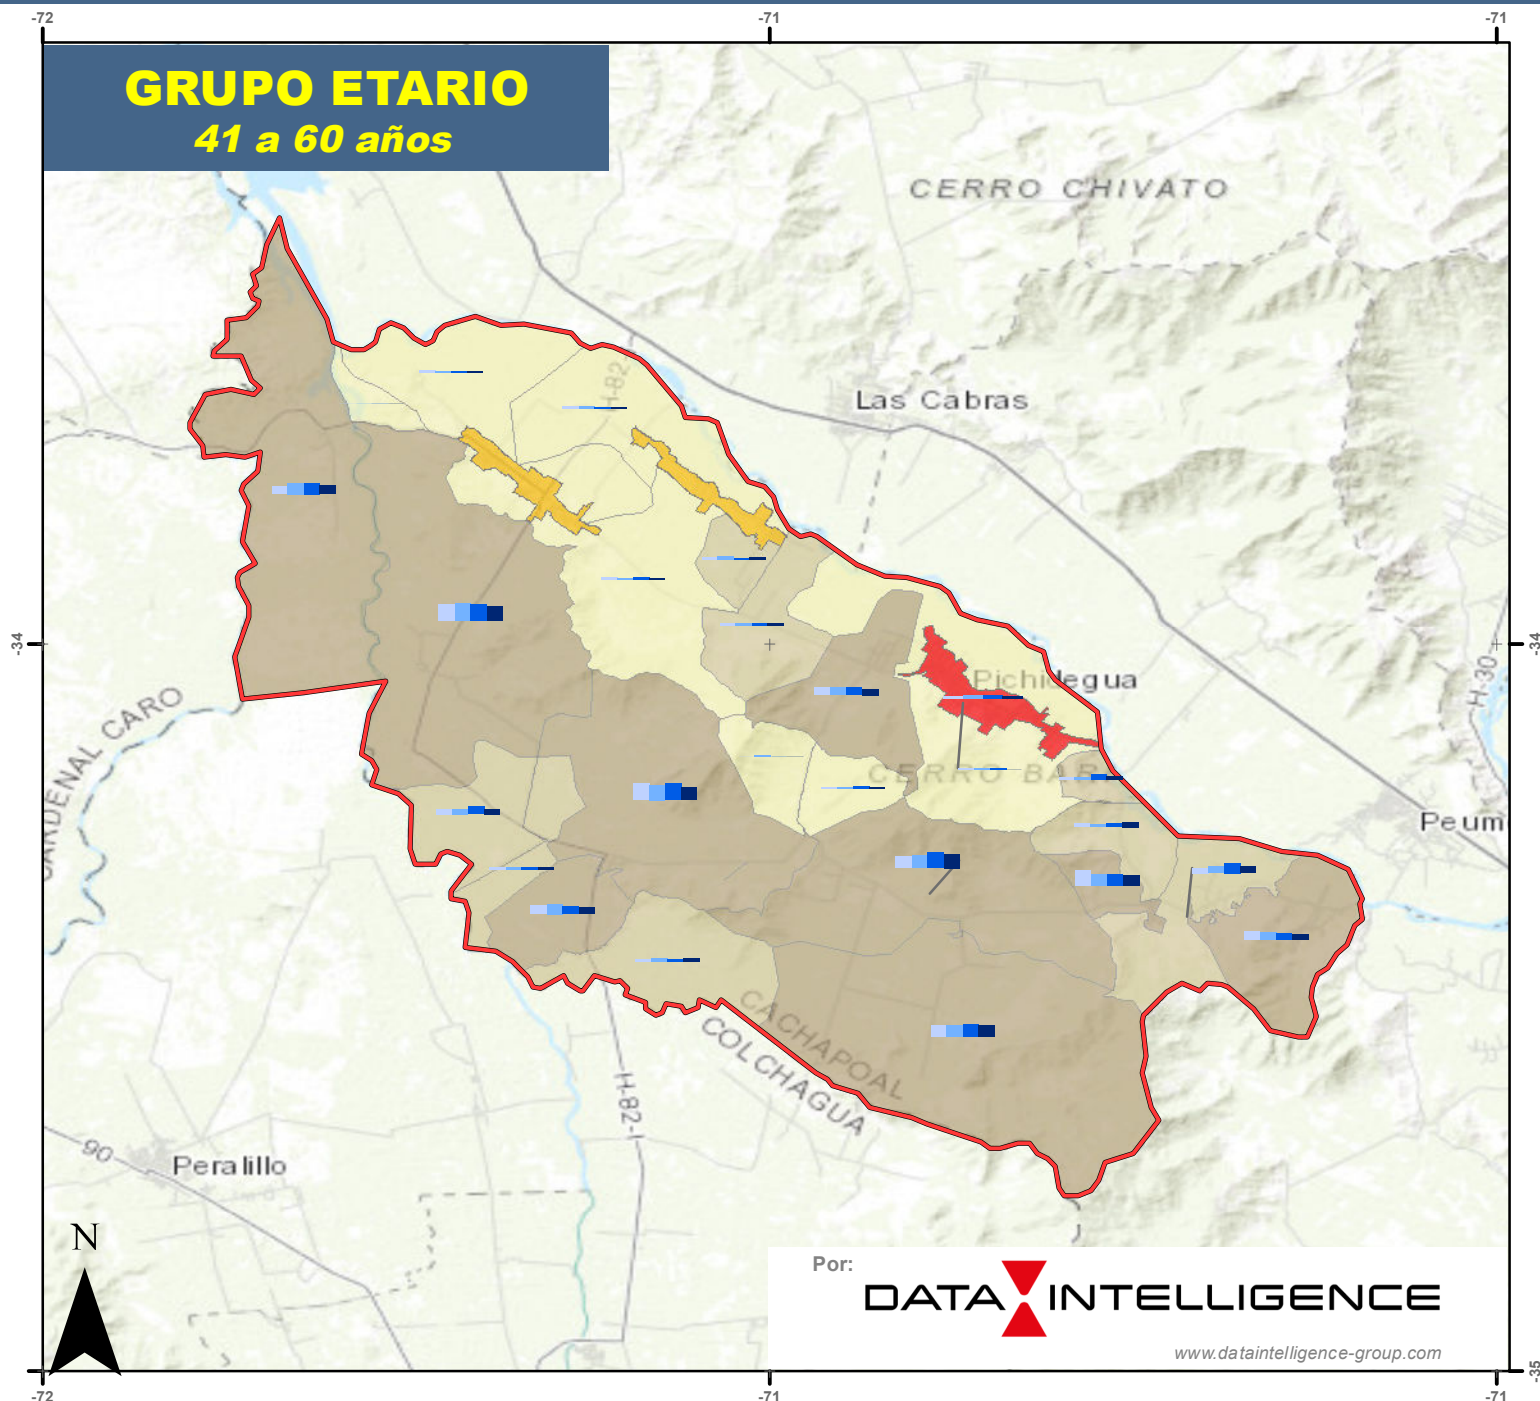 -72
-71
-71
GRUPO ETARIO
41 a 60 años
CERRO CHIVATO
H-82-
Las Cabras
-34
-34
Pichidegua
H-30
CARDENAL CARO
CERRO BAR
Peum
CACHAPOAL
COLCHAGUA
H-82-I
90
Peralillo
N
Por:
DATA INTELLIGENCE
www.dataintelligence-group.com
-35
-72
-71
-71